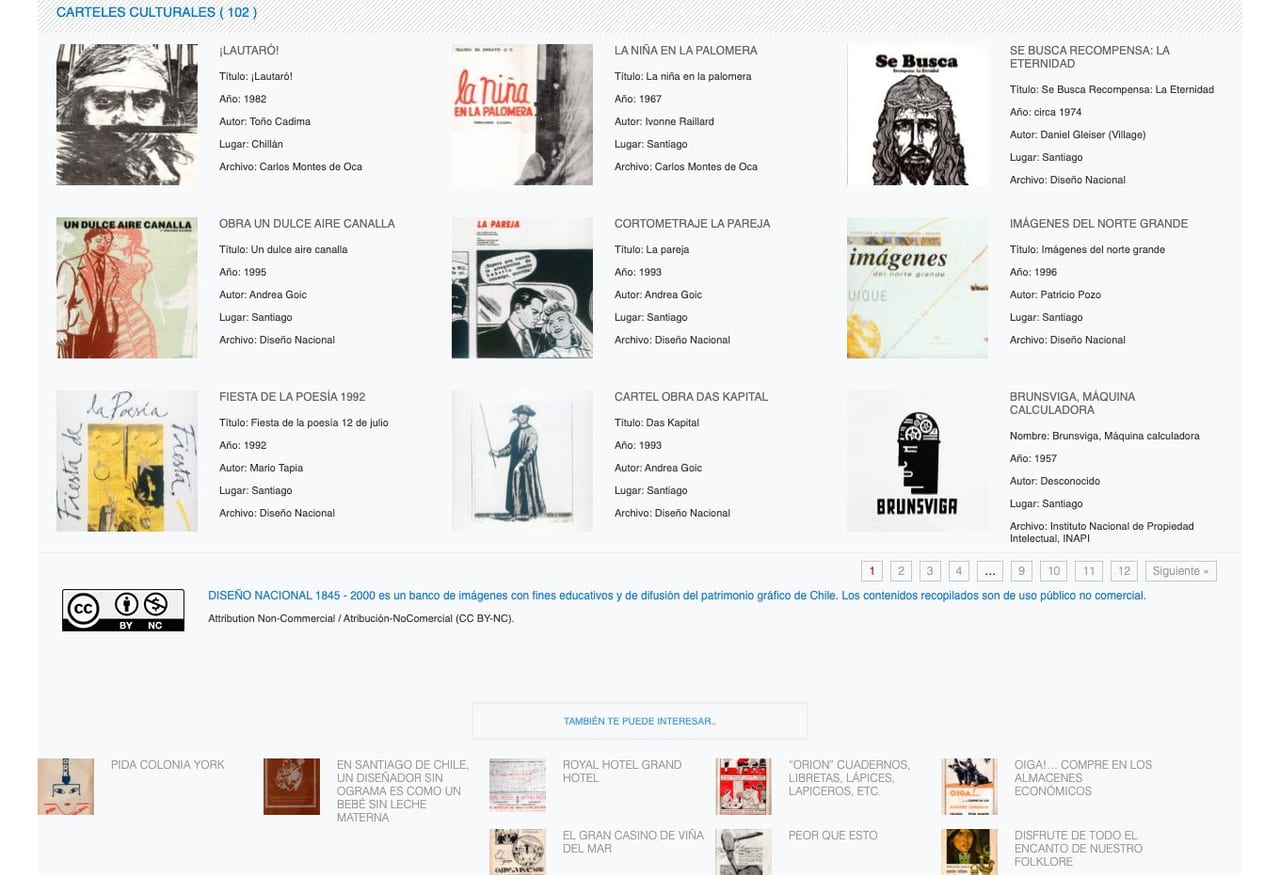 CARTELES CULTURALES ( 102 )
¡LAUTARÓ!
Título: ¡Lautaró!
Año: 1982
Autor: Toño Cadima
Lugar: Chillán
Archivo: Carlos Montes de Oca
TEATRO DE ENSAYO U.C.
la niña
EN LA PALOMERA
LA NIÑA EN LA PALOMERA
Título: La niña en la palomera
Año: 1967
Autor: Ivonne Raillard
Lugar: Santiago
Archivo: Carlos Montes de Oca
Se Busca
Recompensa: La Eternidad
SE BUSCA RECOMPENSA: LA
ETERNIDAD
Título: Se Busca Recompensa: La Eternidad
Año: circa 1974
Autor: Daniel Gleiser (Village)
Lugar: Santiago
Archivo: Diseño Nacional
UN DULCE AIRE CANALLA
OBRA UN DULCE AIRE CANALLA
Título: Un dulce aire canalla
Año: 1995
Autor: Andrea Goic
Lugar: Santiago
Archivo: Diseño Nacional
LA PAREJA
CORTOMETRAJE LA PAREJA
Título: La pareja
Año: 1993
Autor: Andrea Goic
Lugar: Santiago
Archivo: Diseño Nacional
imágenes
del norte grande
UIQUE
IMÁGENES DEL NORTE GRANDE
Título: Imágenes del norte grande
Año: 1996
Autor: Patricio Pozo
Lugar: Santiago
Archivo: Diseño Nacional
la Poesía
Fiesta de
Fiesta
FIESTA DE LA POESÍA 1992
Título: Fiesta de la poesía 12 de julio
Año: 1992
Autor: Mario Tapia
Lugar: Santiago
Archivo: Diseño Nacional
CARTEL OBRA DAS KAPITAL
Título: Das Kapital
Año: 1993
Autor: Andrea Goic
Lugar: Santiago
Archivo: Diseño Nacional
BRUNSVIGA
BRUNSVIGA, MÁQUINA
CALCULADORA
Nombre: Brunsviga, Máquina calculadora
Año: 1957
Autor: Desconocido
Lugar: Santiago
Archivo: Instituto Nacional de Propiedad
Intelectual, INAPI
1 2 3 4 ... 9 10 11 12 Siguiente »
cc BY NC
DISEÑO NACIONAL 1845 - 2000 es un banco de imágenes con fines educativos y de difusión del patrimonio gráfico de Chile. Los contenidos recopilados son de uso público no comercial.
Attribution Non-Commercial / Atribución-NoComercial (CC BY-NC).
TAMBIÉN TE PUEDE INTERESAR..
PIDA COLONIA YORK
EN SANTIAGO DE CHILE,
UN DISEÑADOR SIN
OGRAMA ES COMO UN
BEBÉ SIN LECHE
MATERNA
ROYAL HOTEL GRAND
HOTEL
“ORION” CUADERNOS,
LIBRETAS, LÁPICES,
LAPICEROS, ETC.
OIGA!
OIGA!… COMPRE EN LOS
ALMACENES
ECONÓMICOS
EL GRAN CASINO DE VIÑA
DEL MAR
PEOR QUE ESTO
DISFRUTE DE TODO EL
ENCANTO DE NUESTRO
FOLKLORE